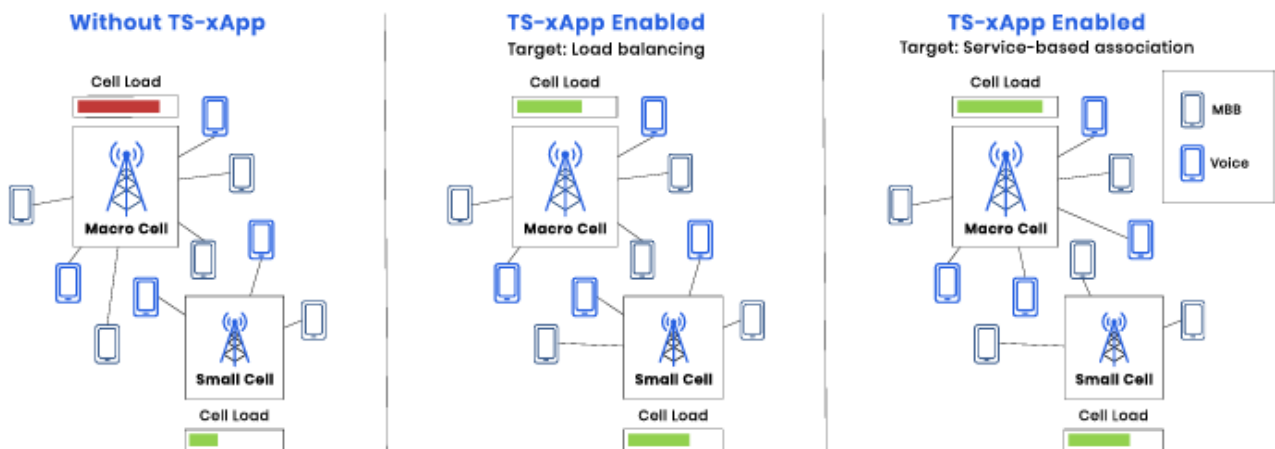 Without TS-xApp
Cell Load
Macro Cell
Small Cell
Cell Load
TS-xApp Enabled
Target: Load balancing
Cell Load
Macro Cell
Small Cell
Cell Load
TS-xApp Enabled
Target: Service-based association
Cell Load
Macro Cell
Small Cell
Cell Load
MBB
Voice